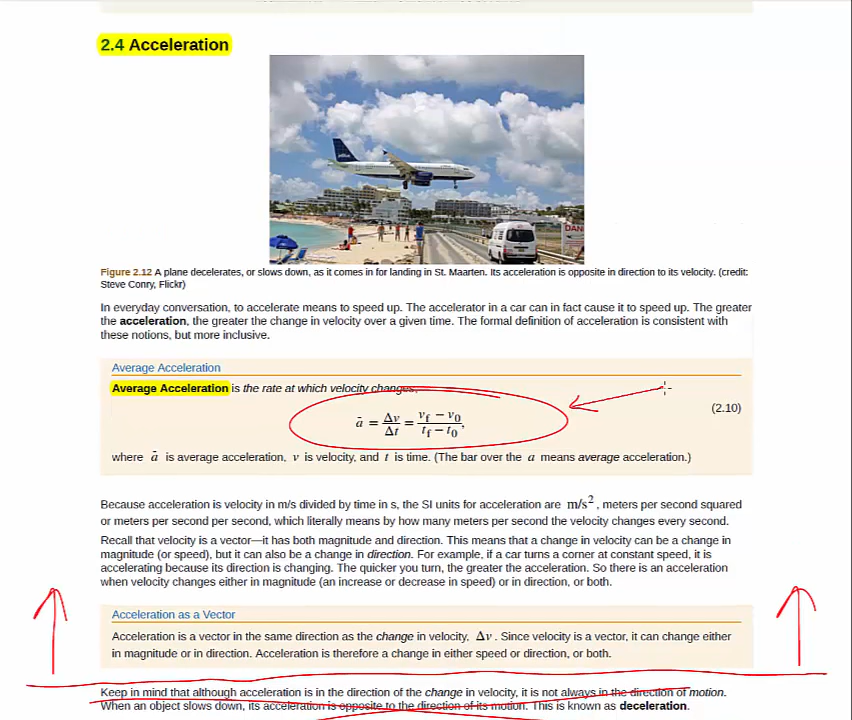 2.4 Acceleration
jetBlue
DAN
Figure 2.12 A plane decelerates, or slows down, as it comes in for landing in St. Maarten. Its acceleration is opposite in direction to its velocity. (credit:
Steve Conry, Flickr)
In everyday conversation, to accelerate means to speed up. The accelerator in a car can in fact cause it to speed up. The greater
the acceleration, the greater the change in velocity over a given time. The formal definition of acceleration is consistent with
these notions, but more inclusive.
Average Acceleration
Average Acceleration is the rate at which velocity changes,
ā = Δv/Δt = (v_f − v_0)/(t_f − t_0),
(2.10)
where ā is average acceleration, v is velocity, and t is time. (The bar over the a means average acceleration.)
Because acceleration is velocity in m/s divided by time in s, the SI units for acceleration are m/s², meters per second squared
or meters per second per second, which literally means by how many meters per second the velocity changes every second.
Recall that velocity is a vector—it has both magnitude and direction. This means that a change in velocity can be a change in
magnitude (or speed), but it can also be a change in direction. For example, if a car turns a corner at constant speed, it is
accelerating because its direction is changing. The quicker you turn, the greater the acceleration. So there is an acceleration
when velocity changes either in magnitude (an increase or decrease in speed) or in direction, or both.
Acceleration as a Vector
Acceleration is a vector in the same direction as the change in velocity, Δv. Since velocity is a vector, it can change either
in magnitude or in direction. Acceleration is therefore a change in either speed or direction, or both.
Keep in mind that although acceleration is in the direction of the change in velocity, it is not always in the direction of motion.
When an object slows down, its acceleration is opposite to the direction of its motion. This is known as deceleration.